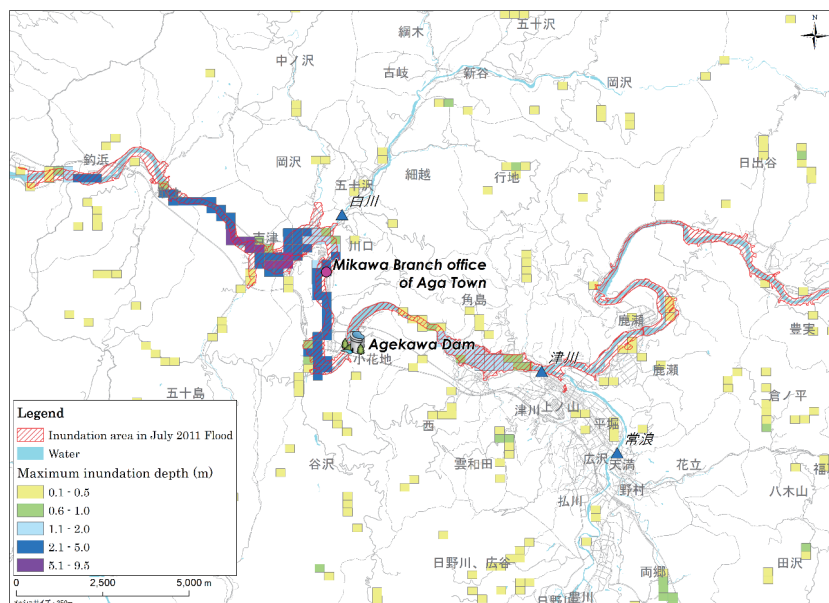 五十沢
綱木
中ノ沢
古岐
新谷
岡沢
日出谷
鈎浜
岡沢
五十沢
細越
行地
白川
吉津
川口
Mikawa Branch office
of Aga Town
角島
鹿瀬
豊実
Agekawa Dam
小花地
津川
鹿瀬
五十島
津川
上ノ山
倉ノ平
西
平堀
常浪
谷沢
雲和田
広沢
天満
花立
野村
八木山
払川
日野川、広谷
両郷
田沢
豊川
Legend
Inundation area in July 2011 Flood
Water
Maximum inundation depth (m)
0.1 - 0.5
0.6 - 1.0
1.1 - 2.0
2.1 - 5.0
5.1 - 9.5
0
2,500
5,000 m